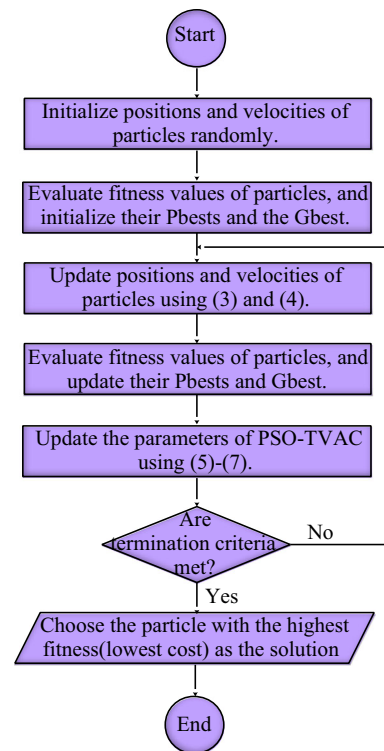 Start
Initialize positions and velocities of
particles randomly.
Evaluate fitness values of particles, and
initialize their Pbests and the Gbest.
Update positions and velocities of
particles using (3) and (4).
Evaluate fitness values of particles, and
update their Pbests and Gbest.
Update the parameters of PSO-TVAC
using (5)-(7).
Are
termination criteria
met?
No
Yes
Choose the particle with the highest
fitness(lowest cost) as the solution
End